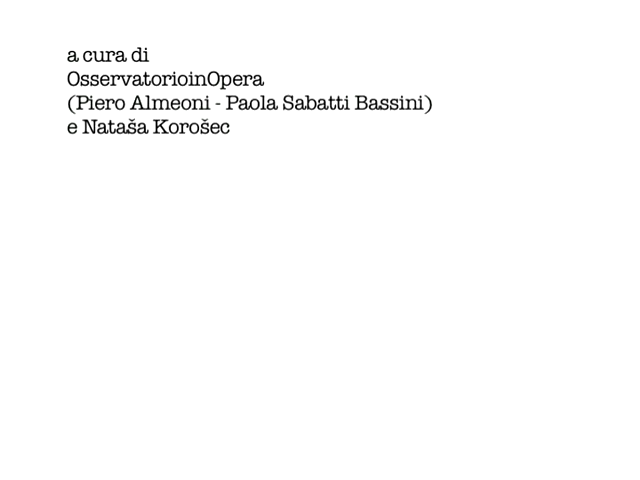 a cura di
OsservatorioinOpera
(Piero Almeoni - Paola Sabatti Bassini)
e Nataša Korošec